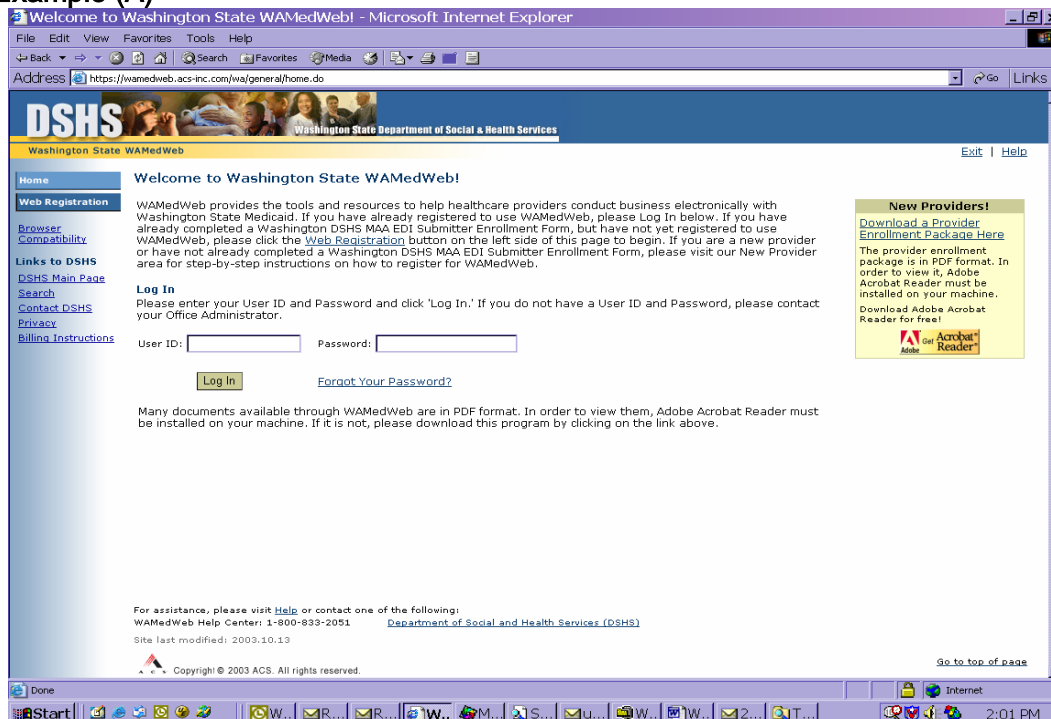 Example (A)
Welcome to Washington State WAMedWeb! - Microsoft Internet Explorer
File Edit View Favorites Tools Help
Back Search Favorites Media
Address https://wamedweb.acs-inc.com/wa/general/home.do Go Links
DSHS
Washington State Department of Social & Health Services
Washington State WAMedWeb
Exit | Help
Home
Web Registration
Browser
Compatibility
Links to DSHS
DSHS Main Page
Search
Contact DSHS
Privacy
Billing Instructions
Welcome to Washington State WAMedWeb!
WAMedWeb provides the tools and resources to help healthcare providers conduct business electronically with
Washington State Medicaid. If you have already registered to use WAMedWeb, please Log In below. If you have
already completed a Washington DSHS MAA EDI Submitter Enrollment Form, but have not yet registered to use
WAMedWeb, please click the Web Registration button on the left side of this page to begin. If you are a new provider
or have not already completed a Washington DSHS MAA EDI Submitter Enrollment Form, please visit our New Provider
area for step-by-step instructions on how to register for WAMedWeb.
Log In
Please enter your User ID and Password and click 'Log In.' If you do not have a User ID and Password, please contact
your Office Administrator.
User ID: Password:
Log In Forgot Your Password?
Many documents available through WAMedWeb are in PDF format. In order to view them, Adobe Acrobat Reader must
be installed on your machine. If it is not, please download this program by clicking on the link above.
New Providers!
Download a Provider
Enrollment Package Here
The provider enrollment
package is in PDF format. In
order to view it, Adobe
Acrobat Reader must be
installed on your machine.
Download Adobe Acrobat
Reader for free!
Adobe Get Acrobat
Reader
For assistance, please visit Help or contact one of the following:
WAMedWeb Help Center: 1-800-833-2051 Department of Social and Health Services (DSHS)
Site last modified: 2003.10.13
A C S Copyright © 2003 ACS. All rights reserved.
Go to top of page
Done Internet
Start W... R... R... W... M... S... u... W... W... 2... T... 2:01 PM